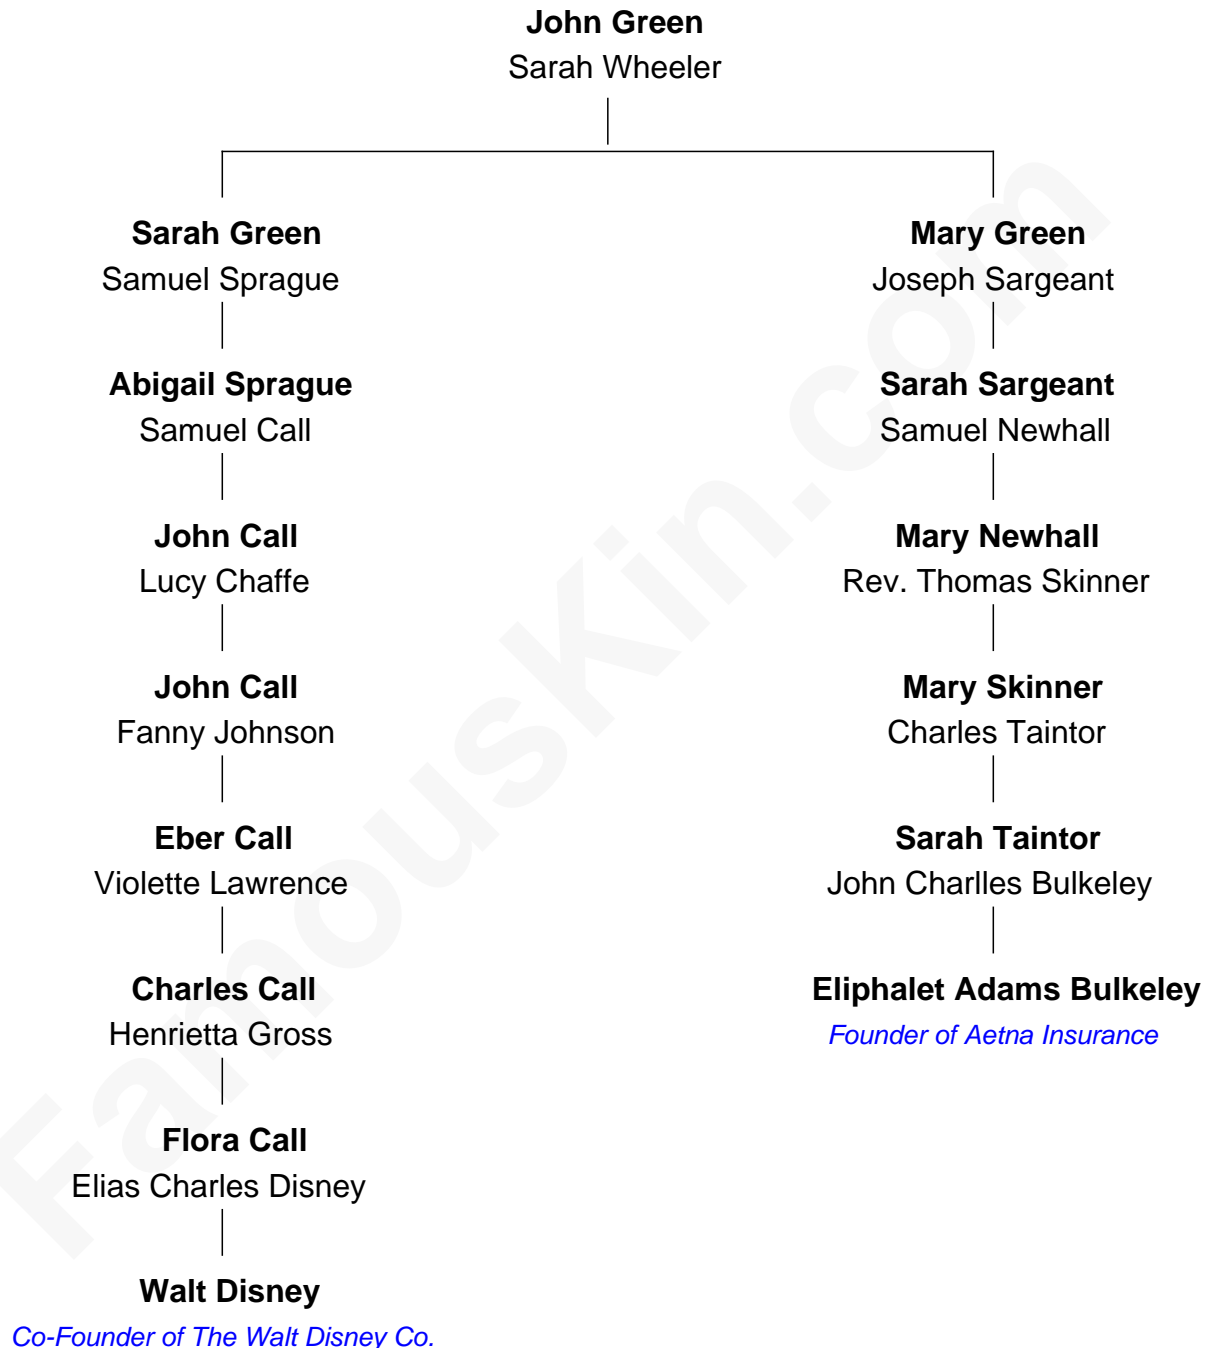 John Green
Sarah Wheeler
Sarah Green
Samuel Sprague
Abigail Sprague
Samuel Call
John Call
Lucy Chaffe
John Call
Fanny Johnson
Eber Call
Violette Lawrence
Charles Call
Henrietta Gross
Flora Call
Elias Charles Disney
Walt Disney
Co-Founder of The Walt Disney Co.
Mary Green
Joseph Sargeant
Sarah Sargeant
Samuel Newhall
Mary Newhall
Rev. Thomas Skinner
Mary Skinner
Charles Taintor
Sarah Taintor
John Charlles Bulkeley
Eliphalet Adams Bulkeley
Founder of Aetna Insurance
FamousKin.com